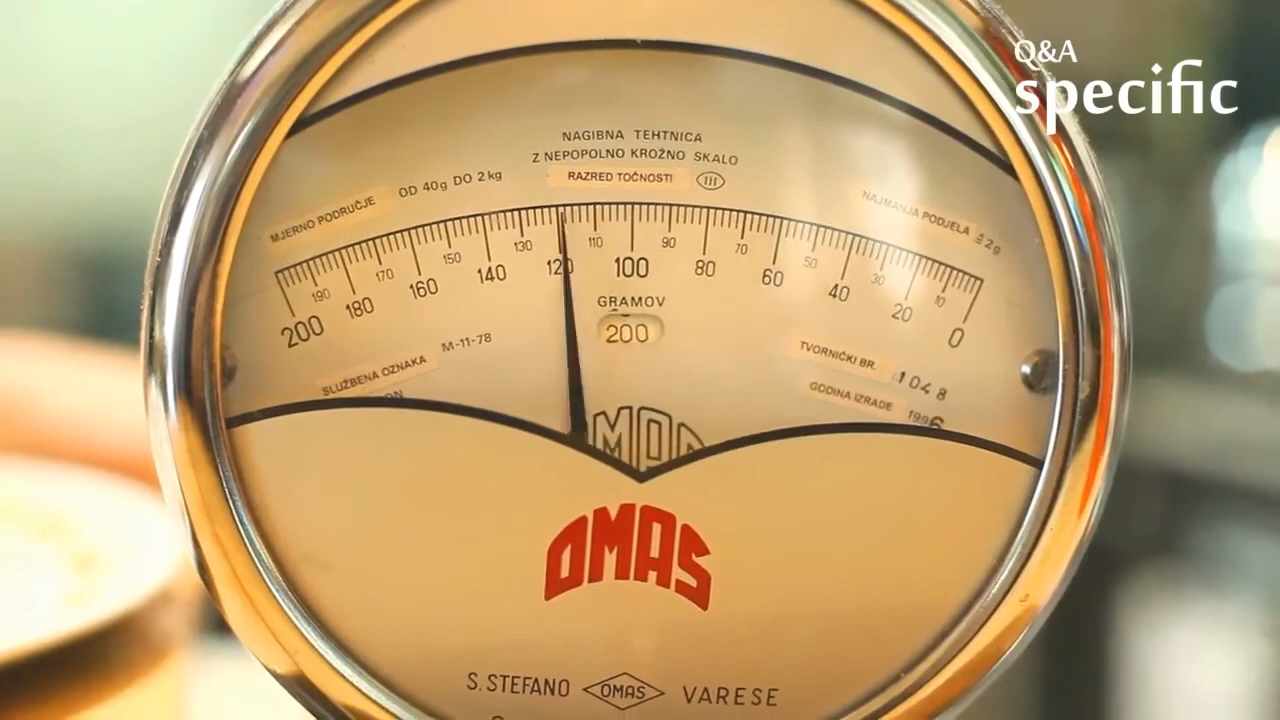 Q&A
specific
NAGIBNA TEHTNICA
Z NEPOPOLNO KROŽNO SKALO
MJERNO PODRUČJE OD 40g DO 2kg
RAZRED TOČNOSTI III
NAJMANJA PODJELA 2g
200 190 180 170 160 150 140 130 120 110 100 90 80 70 60 50 40 30 20 10 0
GRAMOV
200
SLUŽBENA OZNAKA M-11-78
TVORNIČKI BR. 1048
GODINA IZRADE 1996
OMAS
S. STEFANO OMAS VARESE